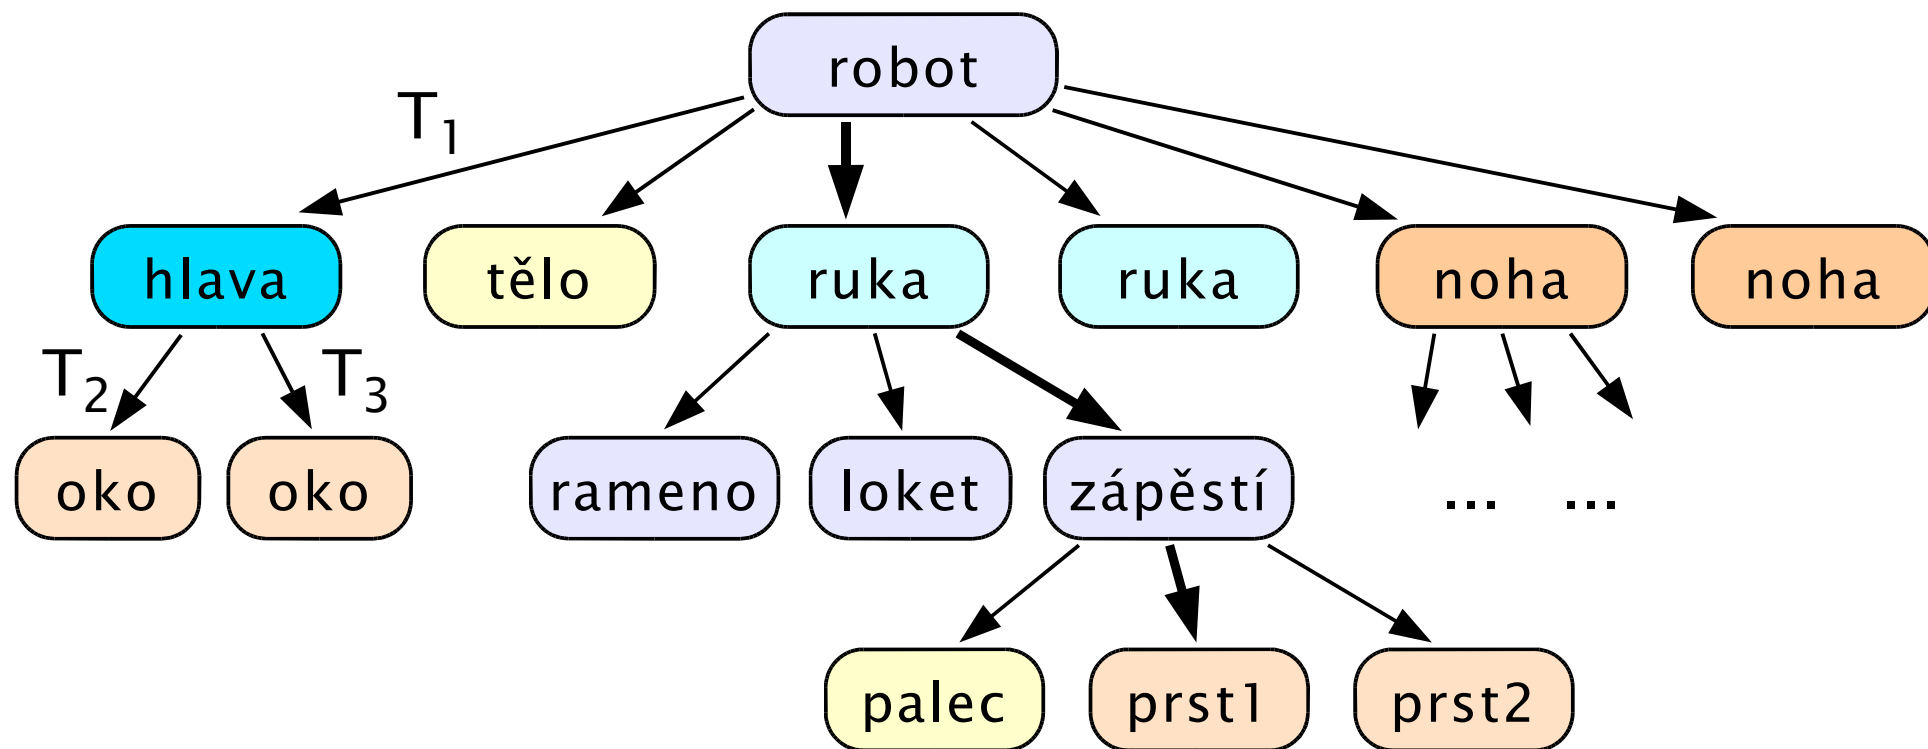 robot
T1
hlava tělo ruka ruka noha noha
T2 T3
oko oko rameno loket zápěstí ... ...
palec prst1 prst2